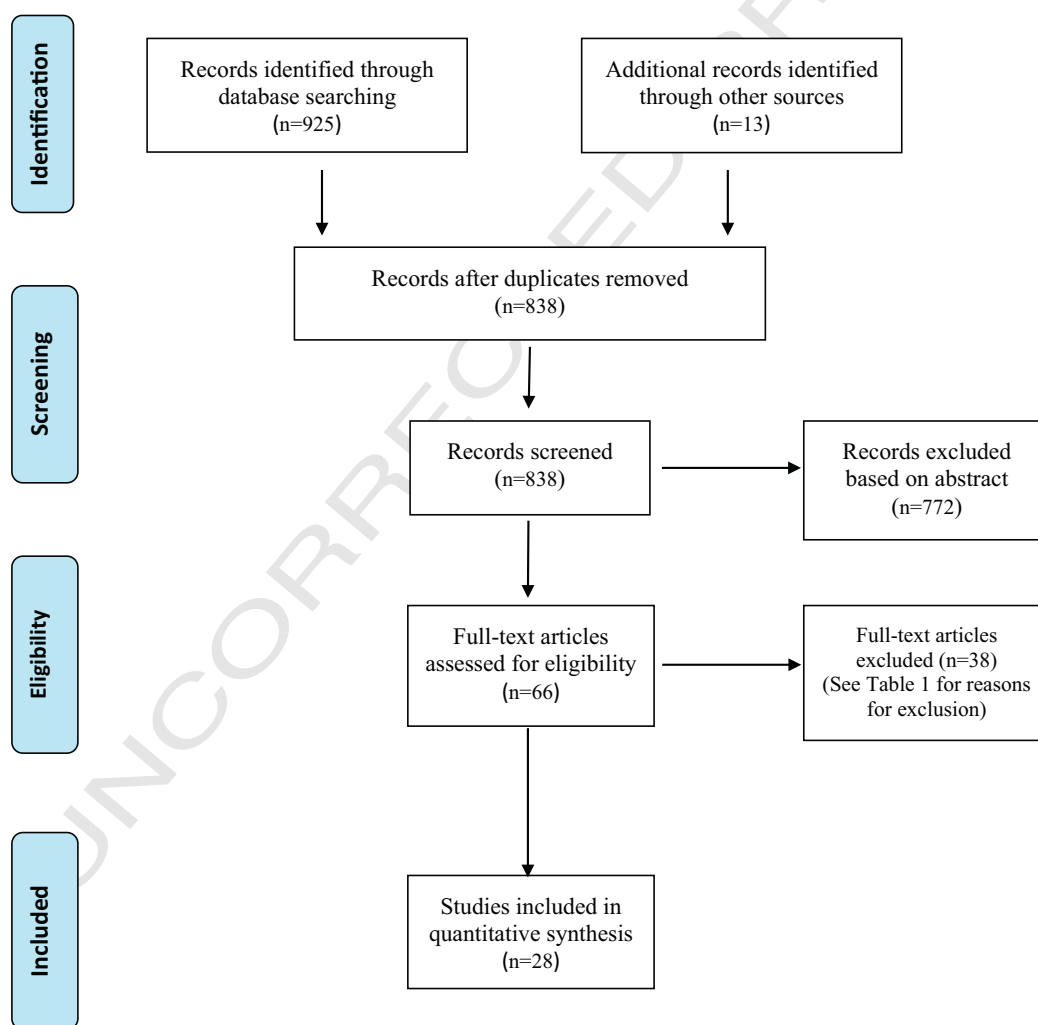 Identification
Records identified through
database searching
(n=925)
Additional records identified
through other sources
(n=13)
Screening
Records after duplicates removed
(n=838)
Records screened
(n=838)
Records excluded
based on abstract
(n=772)
Eligibility
Full-text articles
assessed for eligibility
(n=66)
Full-text articles
excluded (n=38)
(See Table 1 for reasons
for exclusion)
Included
Studies included in
quantitative synthesis
(n=28)
UNCORRECTED PR